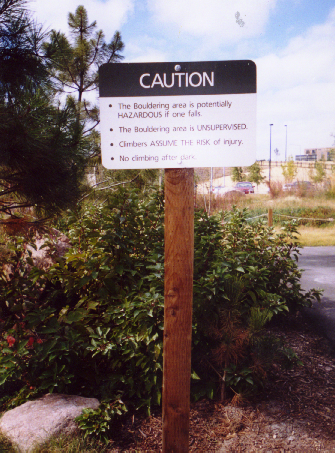 CAUTION
• The Bouldering area is potentially
HAZARDOUS if one falls.
• The Bouldering area is UNSUPERVISED.
• Climbers ASSUME THE RISK of injury.
• No climbing after dark.